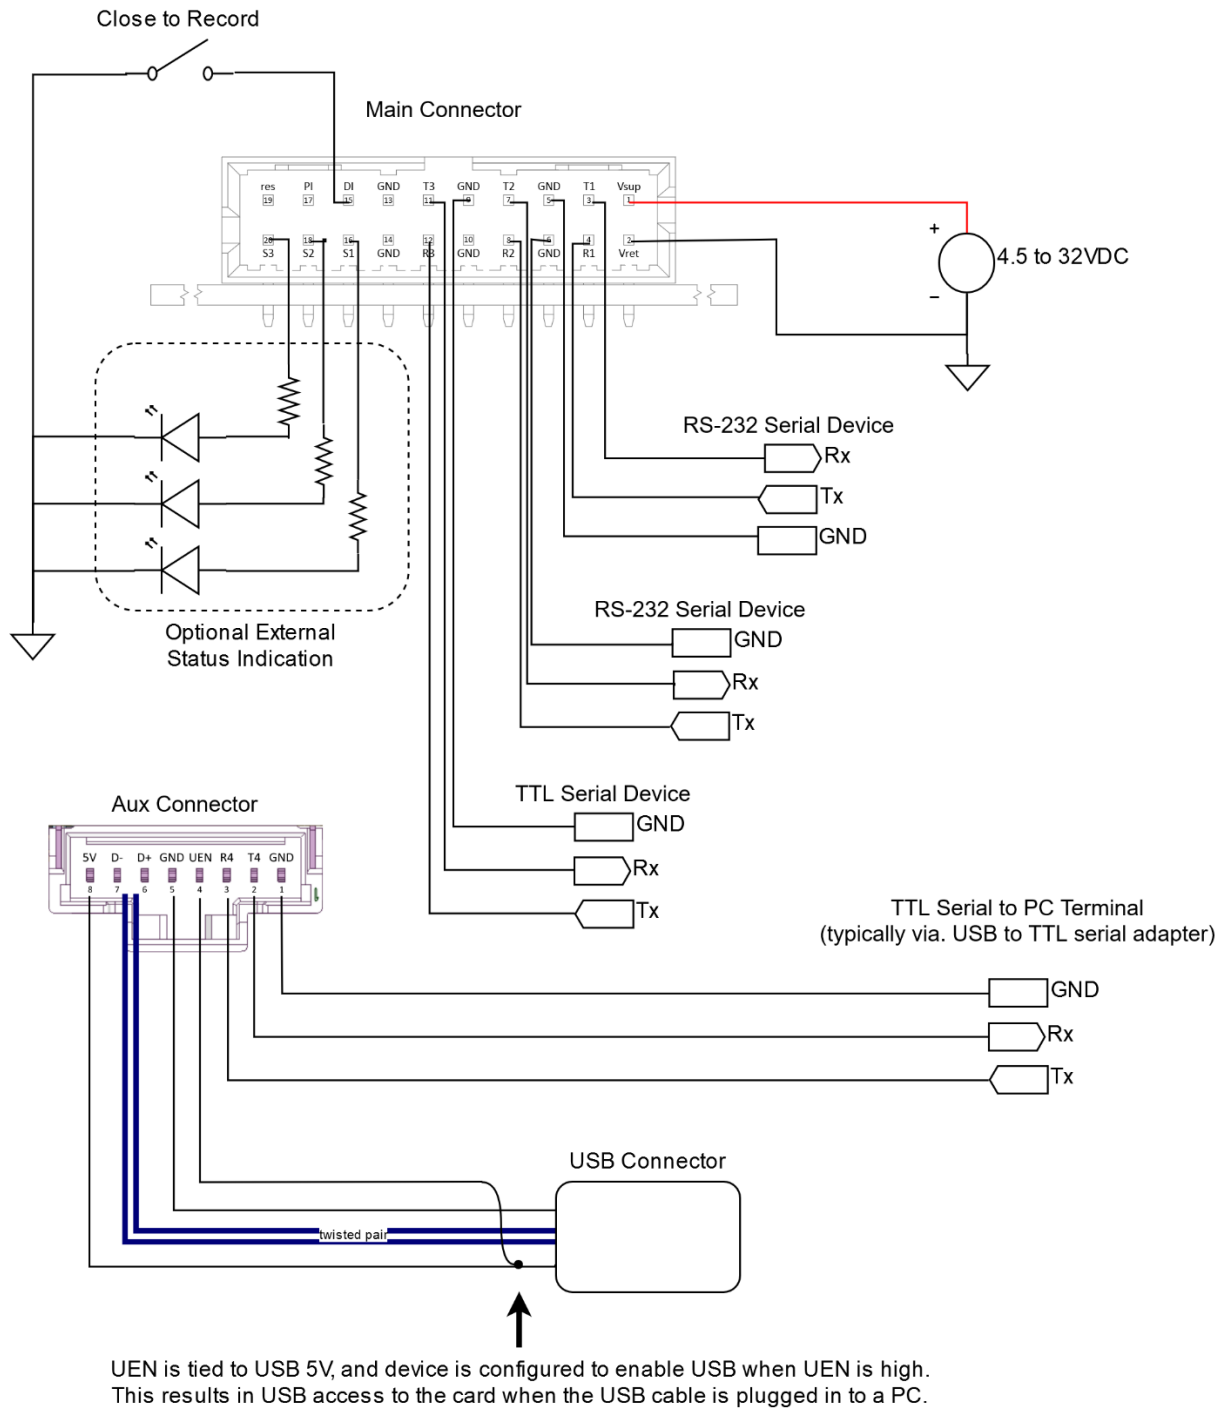 Close to Record
Main Connector
res PI DI GND T3 GND T2 GND T1 Vsup
19 17 15 13 11 9 7 5 3 1
20 18 16 14 12 10 8 6 4 2
S3 S2 S1 GND R3 GND R2 GND R1 Vret
+
4.5 to 32VDC
−
RS-232 Serial Device
Rx
Tx
GND
Optional External
Status Indication
RS-232 Serial Device
GND
Rx
Tx
TTL Serial Device
GND
Rx
Tx
Aux Connector
5V D- D+ GND UEN R4 T4 GND
8 7 6 5 4 3 2 1
TTL Serial to PC Terminal
(typically via. USB to TTL serial adapter)
GND
Rx
Tx
USB Connector
twisted pair
UEN is tied to USB 5V, and device is configured to enable USB when UEN is high.
This results in USB access to the card when the USB cable is plugged in to a PC.